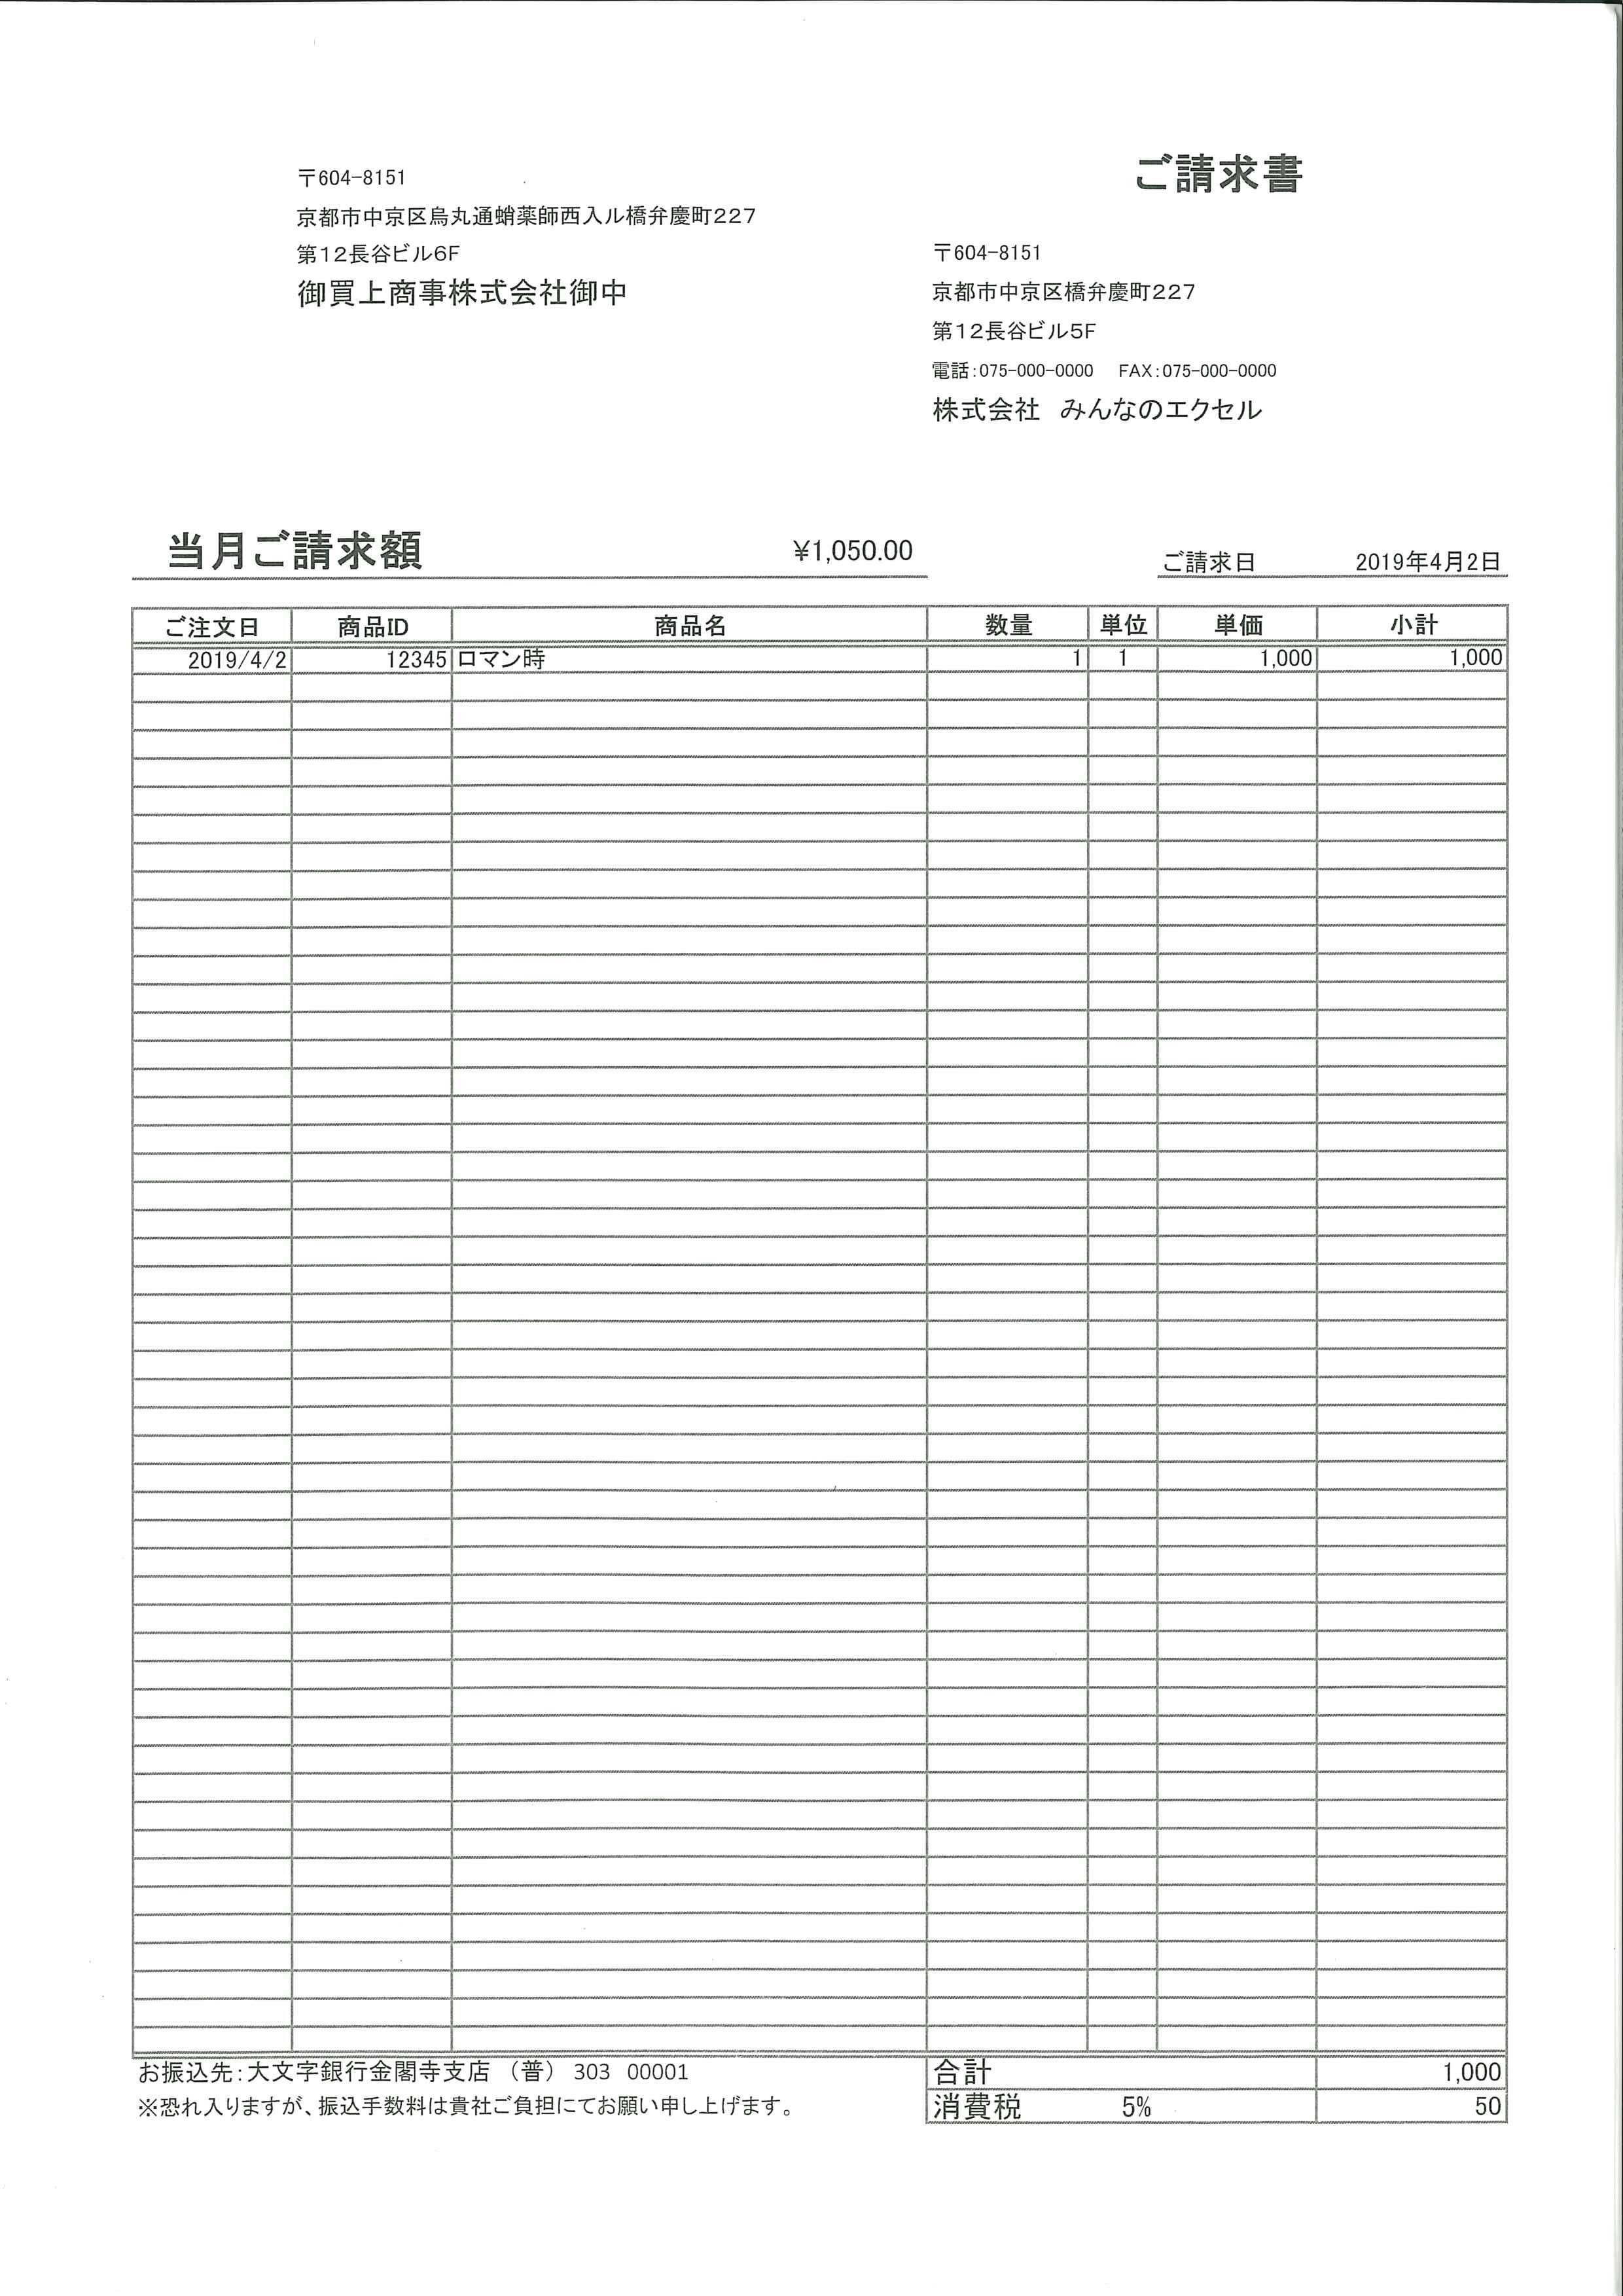 〒604-8151
京都市中京区烏丸通蛸薬師西入ル橋弁慶町227
第12長谷ビル6F
御買上商事株式会社御中
ご請求書
〒604-8151
京都市中京区橋弁慶町227
第12長谷ビル5F
電話:075-000-0000 FAX:075-000-0000
株式会社 みんなのエクセル
当月ご請求額 ¥1,050.00
ご請求日 2019年4月2日
ご注文日 商品ID 商品名 数量 単位 単価 小計
2019/4/2 12345 ロマン時 1 1 1,000 1,000
お振込先:大文字銀行金閣寺支店 (普) 303 00001
※恐れ入りますが、振込手数料は貴社ご負担にてお願い申し上げます。
合計 1,000
消費税 5% 50